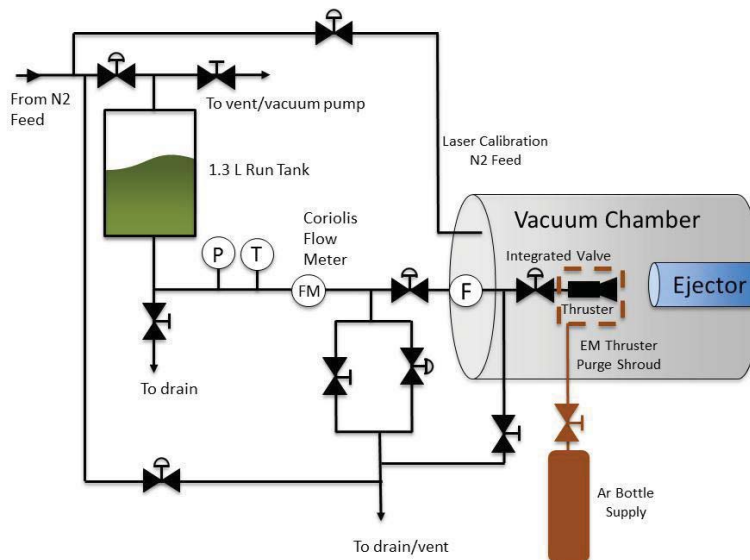 From N2
Feed
To vent/vacuum pump
1.3 L Run Tank
Laser Calibration
N2 Feed
Vacuum Chamber
Coriolis
Flow
Meter
P
T
FM
F
Integrated Valve
Thruster
Ejector
EM Thruster
Purge Shroud
To drain
Ar Bottle
Supply
To drain/vent